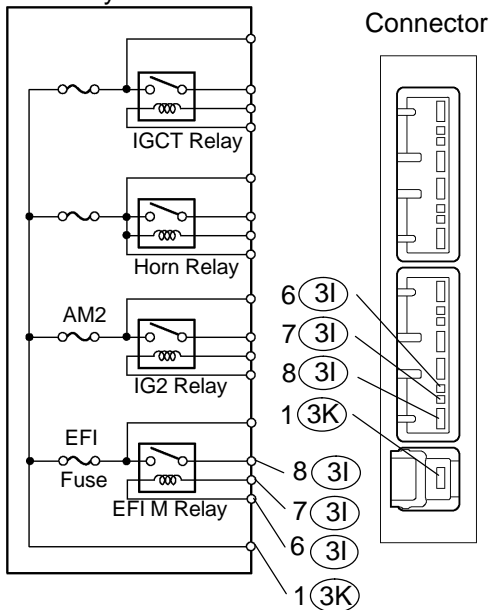 Connector
IGCT Relay
Horn Relay
AM2
IG2 Relay
EFI
Fuse
EFI M Relay
8 3I
7 3I
6 3I
1 3K
6 3I
7 3I
8 3I
1 3K